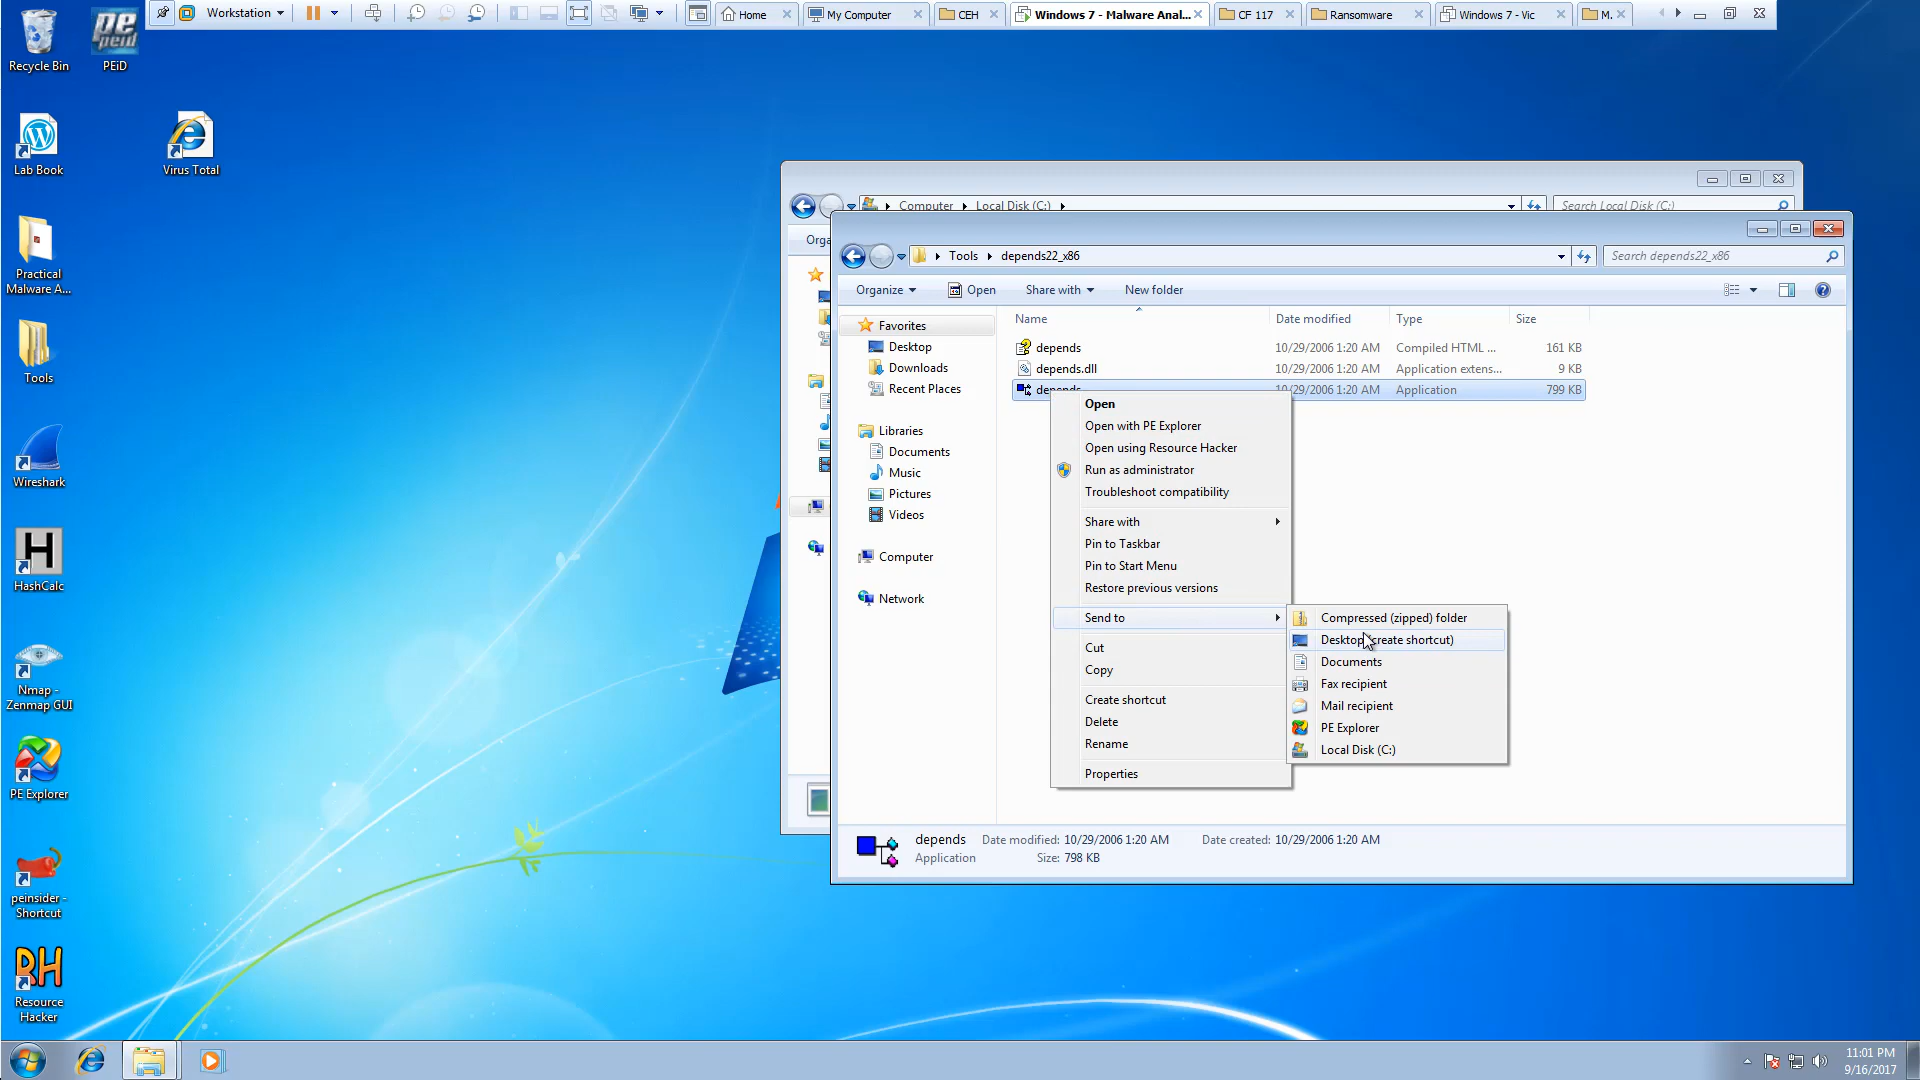 Workstation
Home
My Computer
CEH
Windows 7 - Malware Anal...
CF 117
Ransomware
Windows 7 - Vic
M.
Recycle Bin
PEiD
Lab Book
Virus Total
Practical
Malware A...
Tools
Wireshark
HashCalc
Nmap -
Zenmap GUI
PE Explorer
peinsider -
Shortcut
Resource
Hacker
Computer
Local Disk (C:)
Search Local Disk (C:)
Orga
Tools
depends22_x86
Search depends22_x86
Organize
Open
Share with
New folder
Name
Date modified
Type
Size
depends
10/29/2006 1:20 AM
Compiled HTML ...
161 KB
depends.dll
10/29/2006 1:20 AM
Application extens...
9 KB
depends
10/29/2006 1:20 AM
Application
799 KB
Favorites
Desktop
Downloads
Recent Places
Libraries
Documents
Music
Pictures
Videos
Computer
Network
Open
Open with PE Explorer
Open using Resource Hacker
Run as administrator
Troubleshoot compatibility
Share with
Pin to Taskbar
Pin to Start Menu
Restore previous versions
Send to
Cut
Copy
Create shortcut
Delete
Rename
Properties
Compressed (zipped) folder
Desktop (create shortcut)
Documents
Fax recipient
Mail recipient
PE Explorer
Local Disk (C:)
depends
Date modified: 10/29/2006 1:20 AM
Date created: 10/29/2006 1:20 AM
Application
Size: 798 KB
11:01 PM
9/16/2017